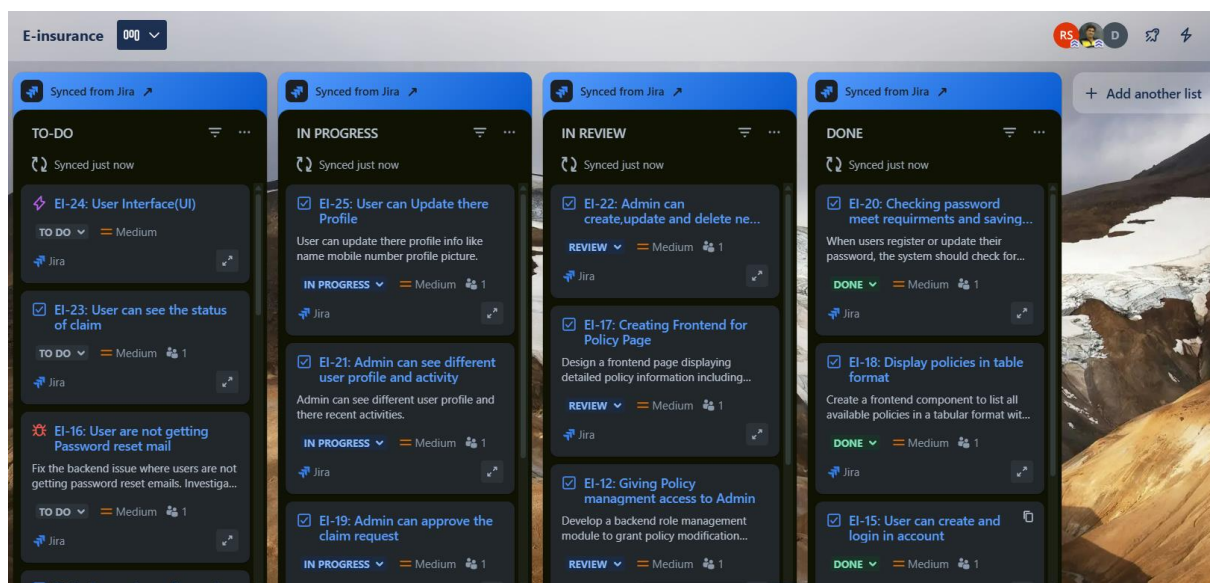 E-insurance
RS
D
Synced from Jira ↗
TO-DO
Synced just now
EI-24: User Interface(UI)
TO DO
Medium
Jira
EI-23: User can see the status
of claim
TO DO
Medium
1
Jira
EI-16: User are not getting
Password reset mail
Fix the backend issue where users are not
getting password reset emails. Investiga...
TO DO
Medium
1
Jira
Synced from Jira ↗
IN PROGRESS
Synced just now
EI-25: User can Update there
Profile
User can update there profile info like
name mobile number profile picture.
IN PROGRESS
Medium
1
Jira
EI-21: Admin can see different
user profile and activity
Admin can see different user profile and
there recent activities.
IN PROGRESS
Medium
1
Jira
EI-19: Admin can approve the
claim request
IN PROGRESS
Medium
1
Synced from Jira ↗
IN REVIEW
Synced just now
EI-22: Admin can
create,update and delete ne...
REVIEW
Medium
1
Jira
EI-17: Creating Frontend for
Policy Page
Design a frontend page displaying
detailed policy information including...
REVIEW
Medium
1
Jira
EI-12: Giving Policy
managment access to Admin
Develop a backend role management
module to grant policy modification...
REVIEW
Medium
1
Synced from Jira ↗
DONE
Synced just now
EI-20: Checking password
meet requirments and saving...
When users register or update their
password, the system should check for...
DONE
Medium
1
Jira
EI-18: Display policies in table
format
Create a frontend component to list all
available policies in a tabular format wit...
DONE
Medium
1
Jira
EI-15: User can create and
login in account
DONE
Medium
1
+ Add another list